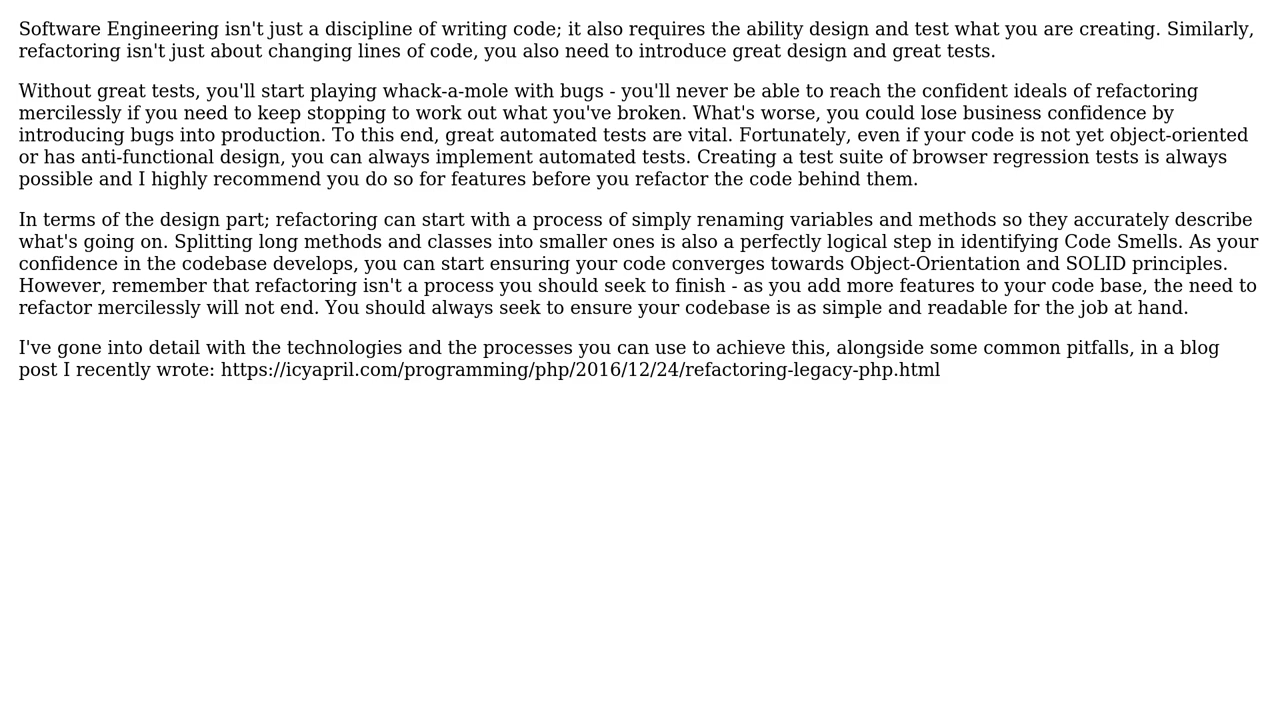 Software Engineering isn't just a discipline of writing code; it also requires the ability design and test what you are creating. Similarly,
refactoring isn't just about changing lines of code, you also need to introduce great design and great tests.
Without great tests, you'll start playing whack-a-mole with bugs - you'll never be able to reach the confident ideals of refactoring
mercilessly if you need to keep stopping to work out what you've broken. What's worse, you could lose business confidence by
introducing bugs into production. To this end, great automated tests are vital. Fortunately, even if your code is not yet object-oriented
or has anti-functional design, you can always implement automated tests. Creating a test suite of browser regression tests is always
possible and I highly recommend you do so for features before you refactor the code behind them.
In terms of the design part; refactoring can start with a process of simply renaming variables and methods so they accurately describe
what's going on. Splitting long methods and classes into smaller ones is also a perfectly logical step in identifying Code Smells. As your
confidence in the codebase develops, you can start ensuring your code converges towards Object-Orientation and SOLID principles.
However, remember that refactoring isn't a process you should seek to finish - as you add more features to your code base, the need to
refactor mercilessly will not end. You should always seek to ensure your codebase is as simple and readable for the job at hand.
I've gone into detail with the technologies and the processes you can use to achieve this, alongside some common pitfalls, in a blog
post I recently wrote: https://icyapril.com/programming/php/2016/12/24/refactoring-legacy-php.html